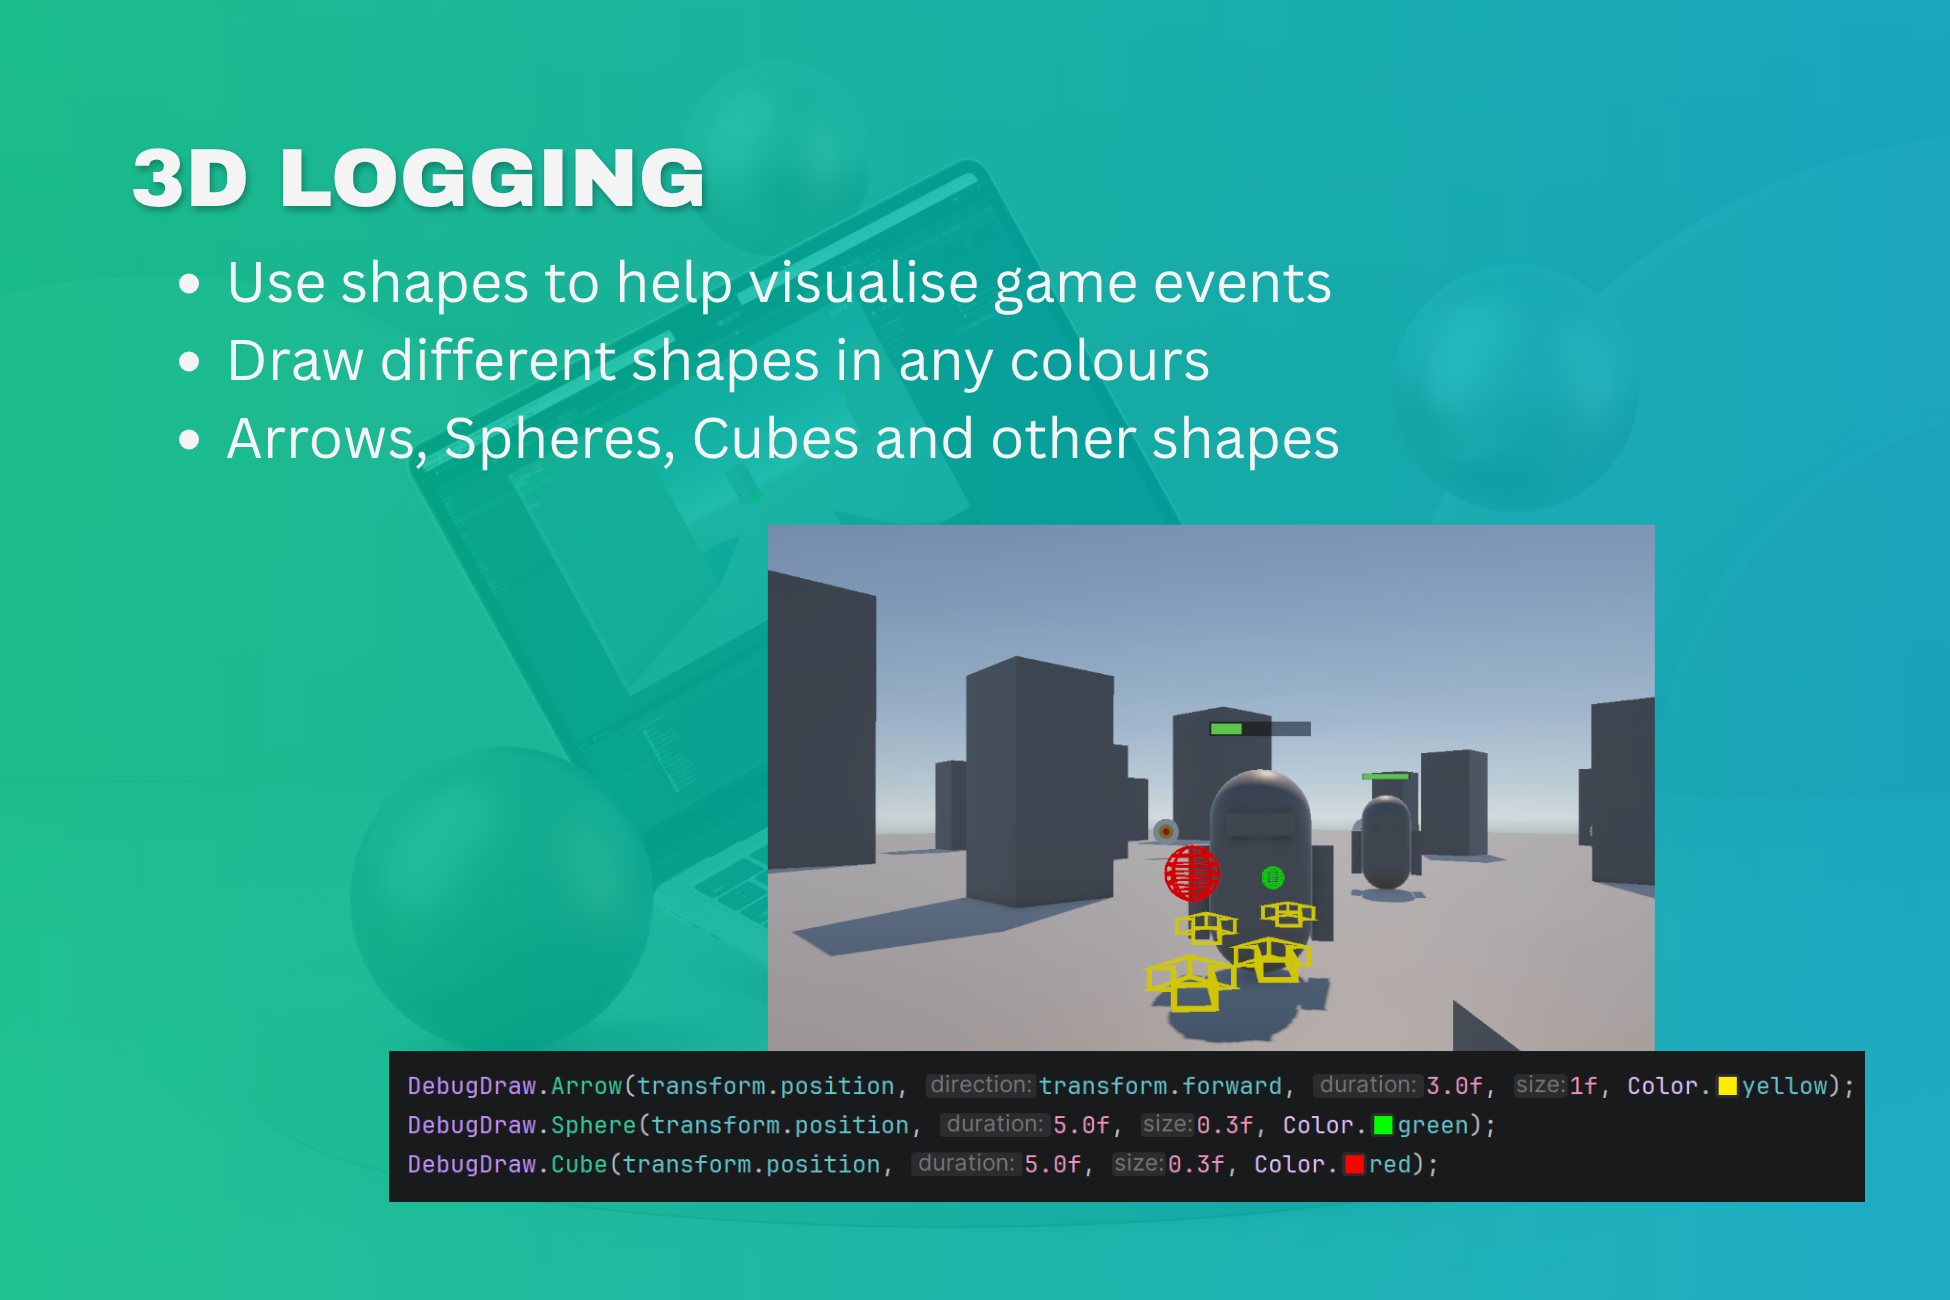 3D LOGGING
• Use shapes to help visualise game events
• Draw different shapes in any colours
• Arrows, Spheres, Cubes and other shapes
DebugDraw.Arrow(transform.position, direction:transform.forward, duration:3.0f, size:1f, Color.yellow);
DebugDraw.Sphere(transform.position, duration:5.0f, size:0.3f, Color.green);
DebugDraw.Cube(transform.position, duration:5.0f, size:0.3f, Color.red);